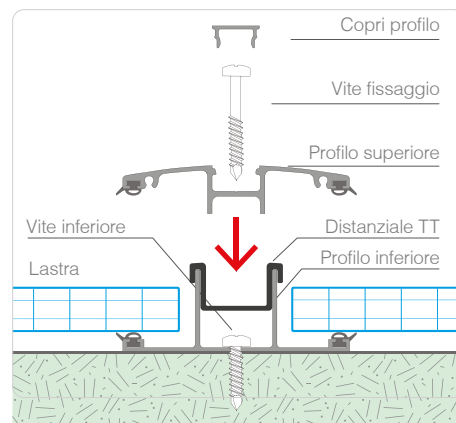 Copri profilo
Vite fissaggio
Profilo superiore
Vite inferiore
Distanziale TT
Profilo inferiore
Lastra